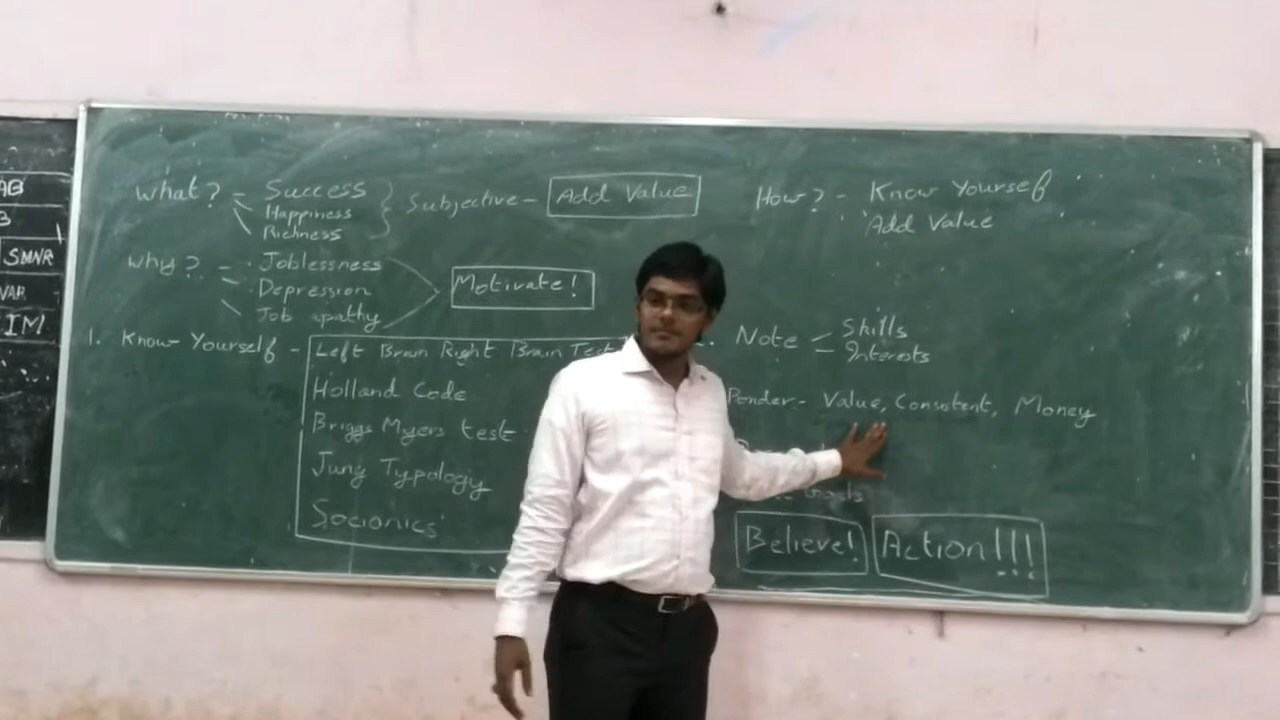 What? - Success
Happiness
Richness
Subjective - Add Value
Why? - Joblessness
Depression
Job apathy
Motivate!
1. Know Yourself - Left Brain Right Brain Test
Holland Code
Briggs Myers test
Jung Typology
Socionics
How? - Know Yourself
Add Value
Note - Skills
- Interests
Ponder - Value, Consistent, Money
Goals
Believe! Action!!!
AB
B
SMNR
VAR
IM